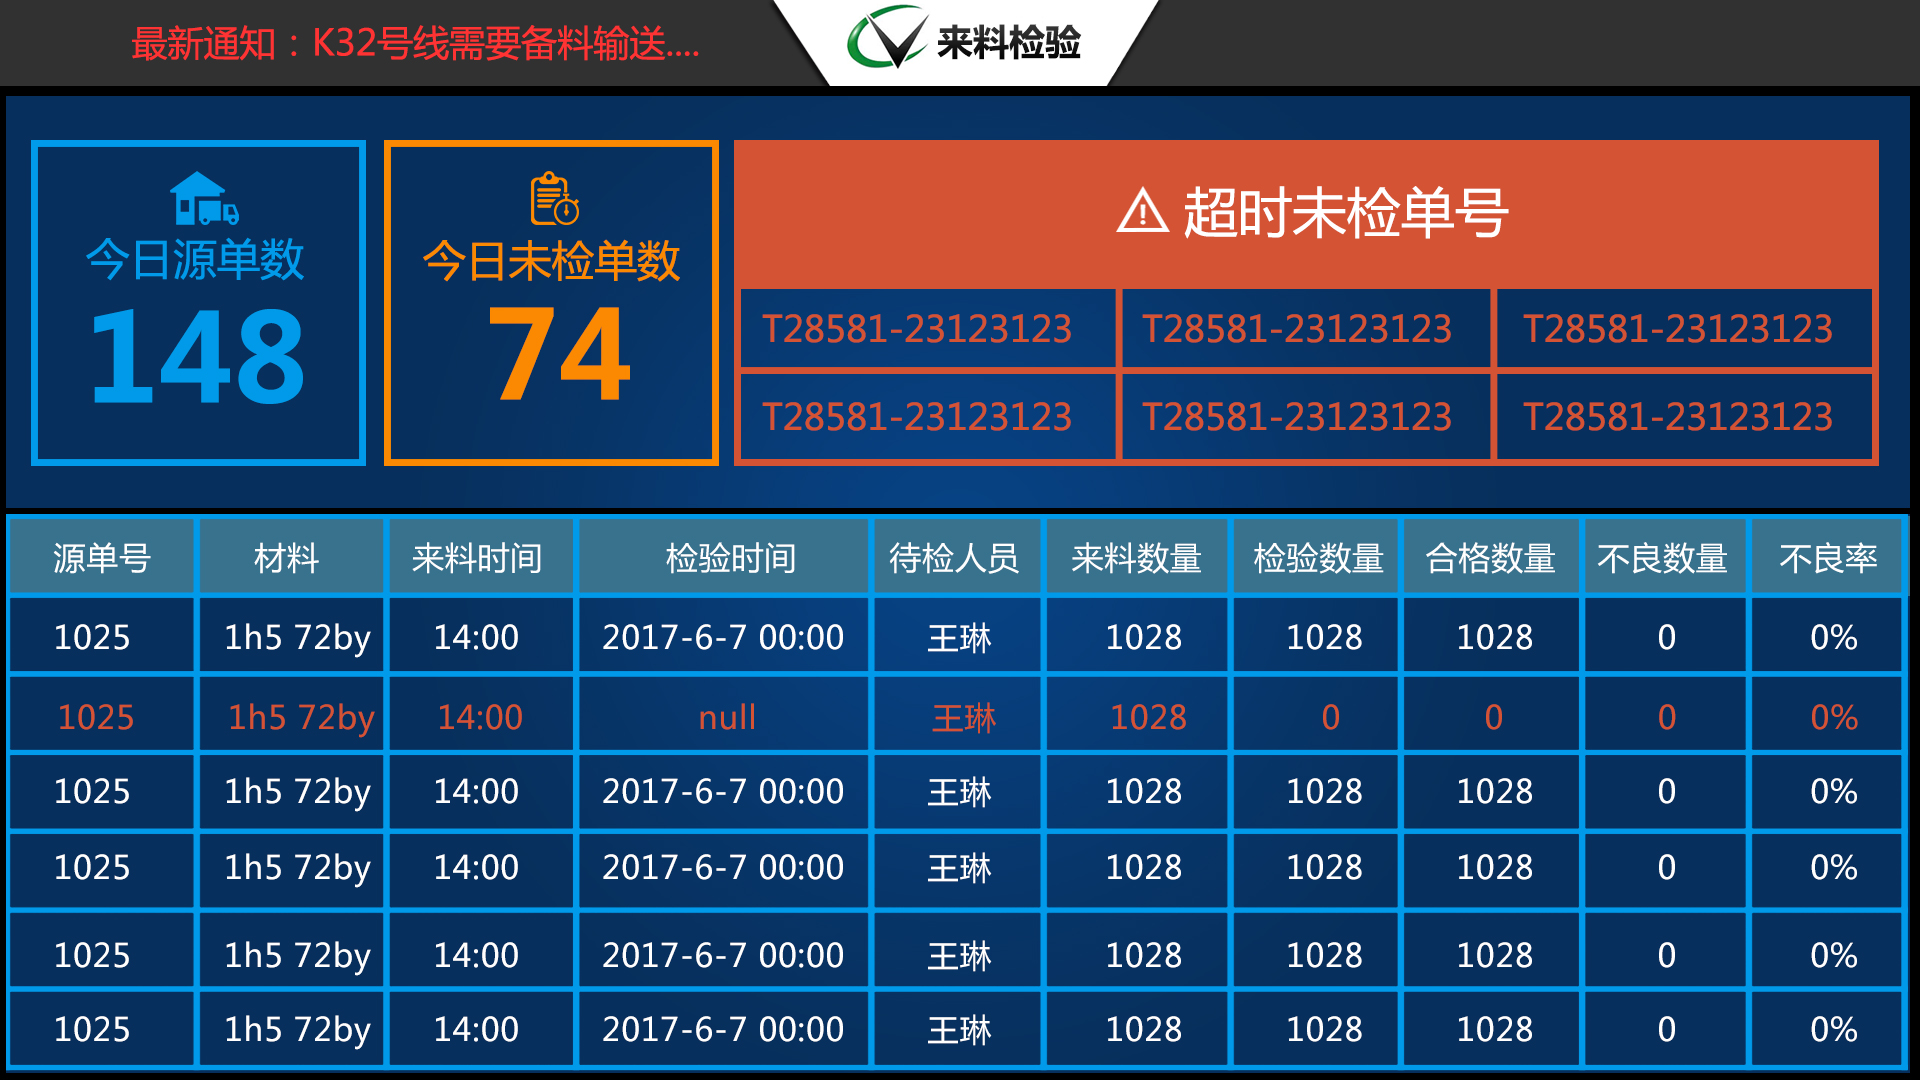 最新通知：K32号线需要备料输送....
来料检验
今日源单数
148
今日未检单数
74
超时未检单号
T28581-23123123 T28581-23123123 T28581-23123123
T28581-23123123 T28581-23123123 T28581-23123123
源单号 材料 来料时间 检验时间 待检人员 来料数量 检验数量 合格数量 不良数量 不良率
1025 1h5 72by 14:00 2017-6-7 00:00 王琳 1028 1028 1028 0 0%
1025 1h5 72by 14:00 null 王琳 1028 0 0 0 0%
1025 1h5 72by 14:00 2017-6-7 00:00 王琳 1028 1028 1028 0 0%
1025 1h5 72by 14:00 2017-6-7 00:00 王琳 1028 1028 1028 0 0%
1025 1h5 72by 14:00 2017-6-7 00:00 王琳 1028 1028 1028 0 0%
1025 1h5 72by 14:00 2017-6-7 00:00 王琳 1028 1028 1028 0 0%